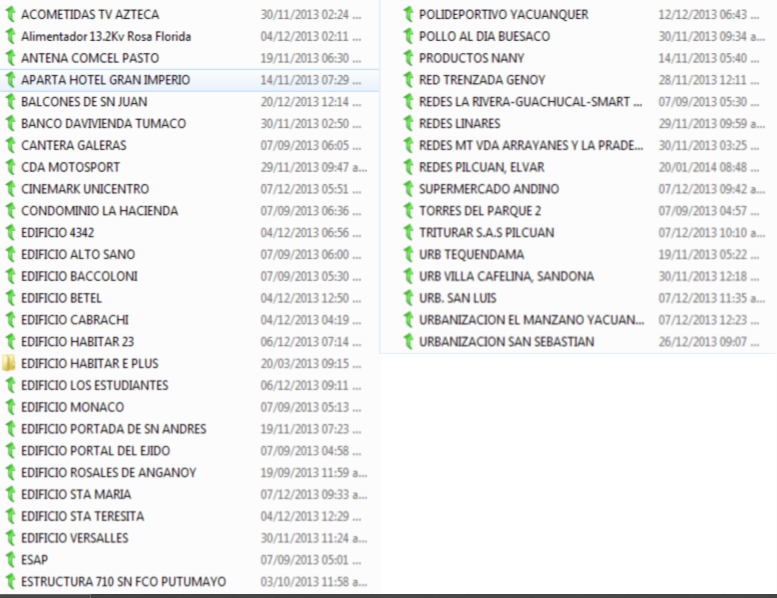 ACOMETIDAS TV AZTECA 30/11/2013 02:24 ...
Alimentador 13.2Kv Rosa Florida 04/12/2013 02:11 ...
ANTENA COMCEL PASTO 19/11/2013 06:30 ...
APARTA HOTEL GRAN IMPERIO 14/11/2013 07:29 ...
BALCONES DE SN JUAN 20/12/2013 12:14 ...
BANCO DAVIVIENDA TUMACO 30/11/2013 02:50 ...
CANTERA GALERAS 07/09/2013 06:05 ...
CDA MOTOSPORT 29/11/2013 09:47 a...
CINEMARK UNICENTRO 07/12/2013 05:51 ...
CONDOMINIO LA HACIENDA 07/09/2013 06:36 ...
EDIFICIO 4342 04/12/2013 06:56 ...
EDIFICIO ALTO SANO 07/09/2013 06:00 ...
EDIFICIO BACCOLONI 07/09/2013 05:30 ...
EDIFICIO BETEL 04/12/2013 12:50 ...
EDIFICIO CABRACHI 04/12/2013 04:19 ...
EDIFICIO HABITAR 23 06/12/2013 07:14 ...
EDIFICIO HABITAR E PLUS 20/03/2013 09:15 ...
EDIFICIO LOS ESTUDIANTES 06/12/2013 09:11 ...
EDIFICIO MONACO 07/09/2013 05:13 ...
EDIFICIO PORTADA DE SN ANDRES 19/11/2013 07:23 ...
EDIFICIO PORTAL DEL EJIDO 07/09/2013 04:58 ...
EDIFICIO ROSALES DE ANGANOY 19/09/2013 11:59 a...
EDIFICIO STA MARIA 07/12/2013 09:33 a...
EDIFICIO STA TERESITA 04/12/2013 12:29 ...
EDIFICIO VERSALLES 30/11/2013 11:24 a...
ESAP 07/09/2013 05:01 ...
ESTRUCTURA 710 SN FCO PUTUMAYO 03/10/2013 11:58 a...
POLIDEPORTIVO YACUANQUER 12/12/2013 06:43 ...
POLLO AL DIA BUESACO 30/11/2013 09:34 a...
PRODUCTOS NANY 14/11/2013 05:40 ...
RED TRENZADA GENOY 28/11/2013 12:11 ...
REDES LA RIVERA-GUACHUCAL-SMART ... 07/09/2013 05:30 ...
REDES LINARES 29/11/2013 09:59 a...
REDES MT VDA ARRAYANES Y LA PRADE... 30/11/2013 03:25 ...
REDES PILCUAN, ELVAR 20/01/2014 08:48 ...
SUPERMERCADO ANDINO 07/12/2013 09:42 a...
TORRES DEL PARQUE 2 07/09/2013 04:57 ...
TRITURAR S.A.S PILCUAN 07/12/2013 10:10 a...
URB TEQUENDAMA 19/11/2013 05:22 ...
URB VILLA CAFELINA, SANDONA 30/11/2013 12:18 ...
URB. SAN LUIS 07/12/2013 11:35 a...
URBANIZACION EL MANZANO YACUAN... 07/12/2013 12:23 ...
URBANIZACION SAN SEBASTIAN 26/12/2013 09:07 ...